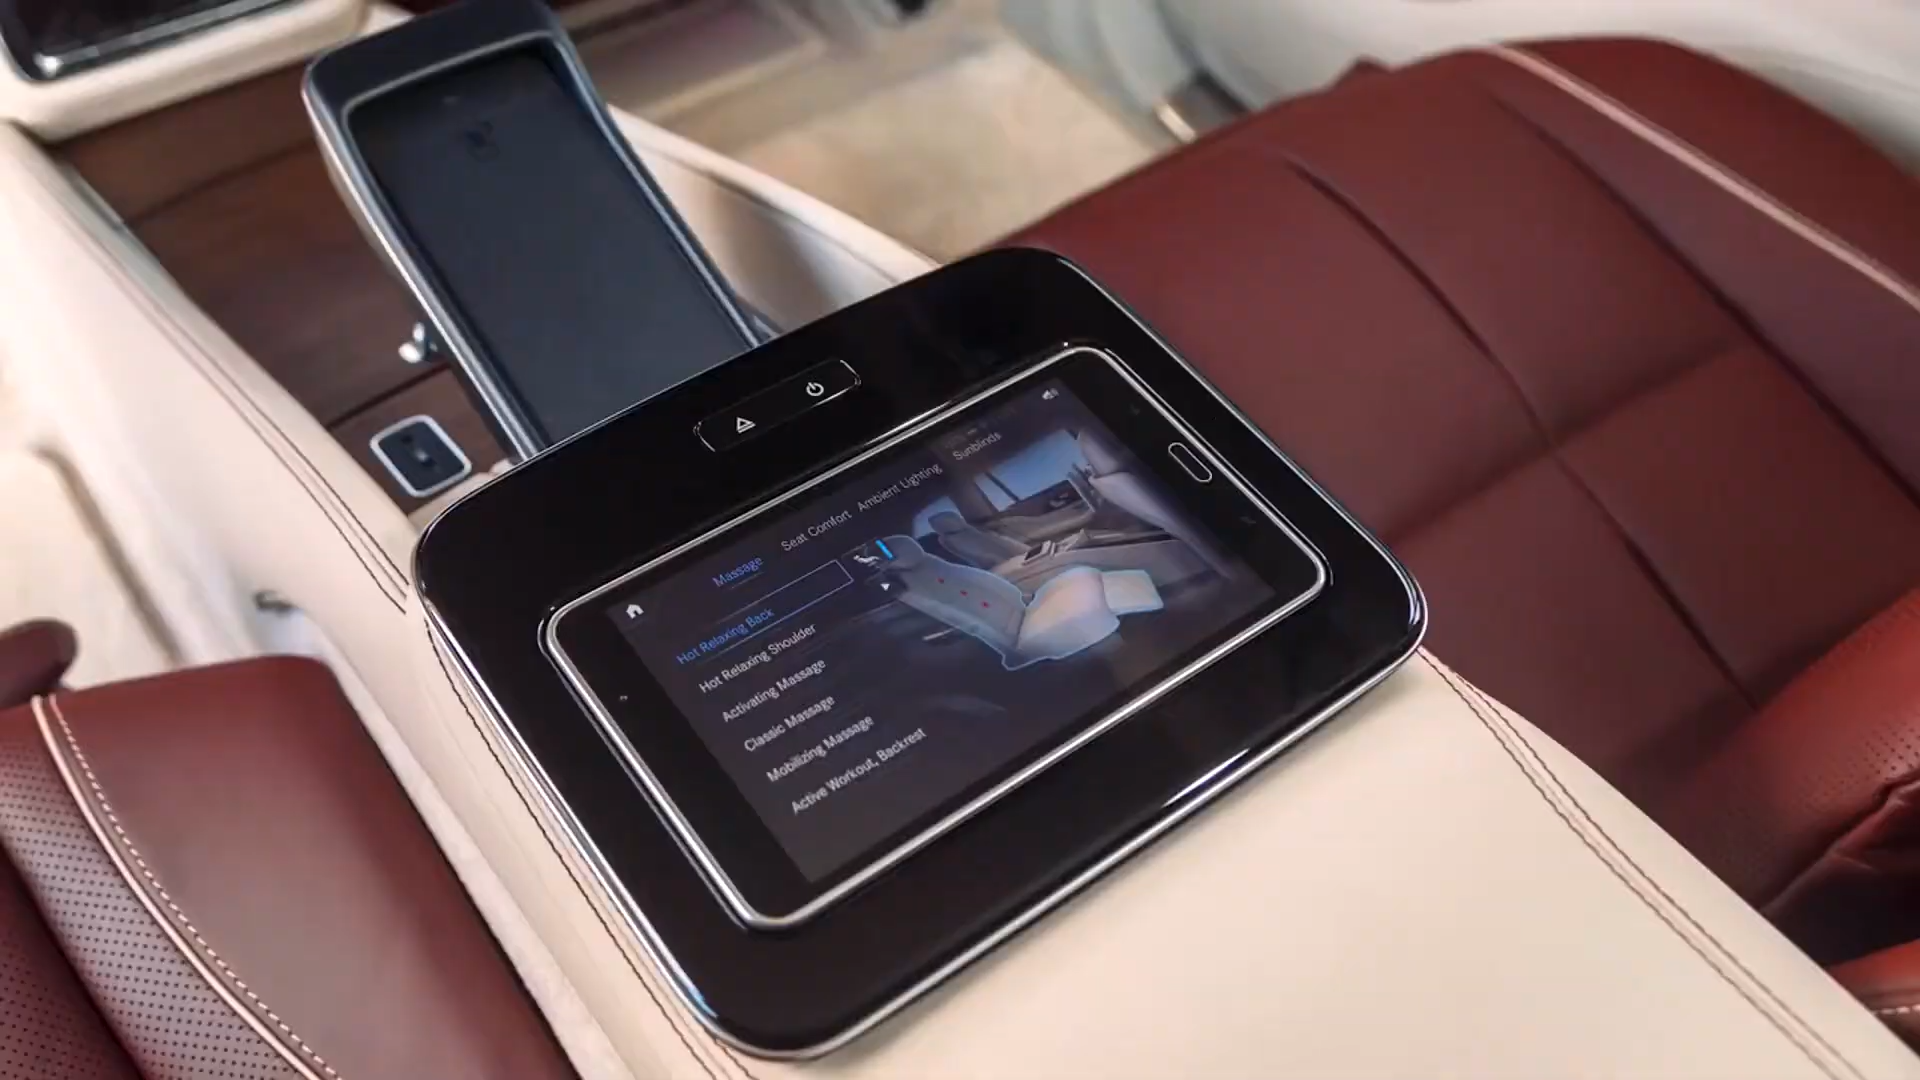 Massage
Seat Comfort
Ambient Lighting
Sunblinds
Hot Relaxing Back
Hot Relaxing Shoulder
Activating Massage
Classic Massage
Mobilizing Massage
Active Workout, Backrest